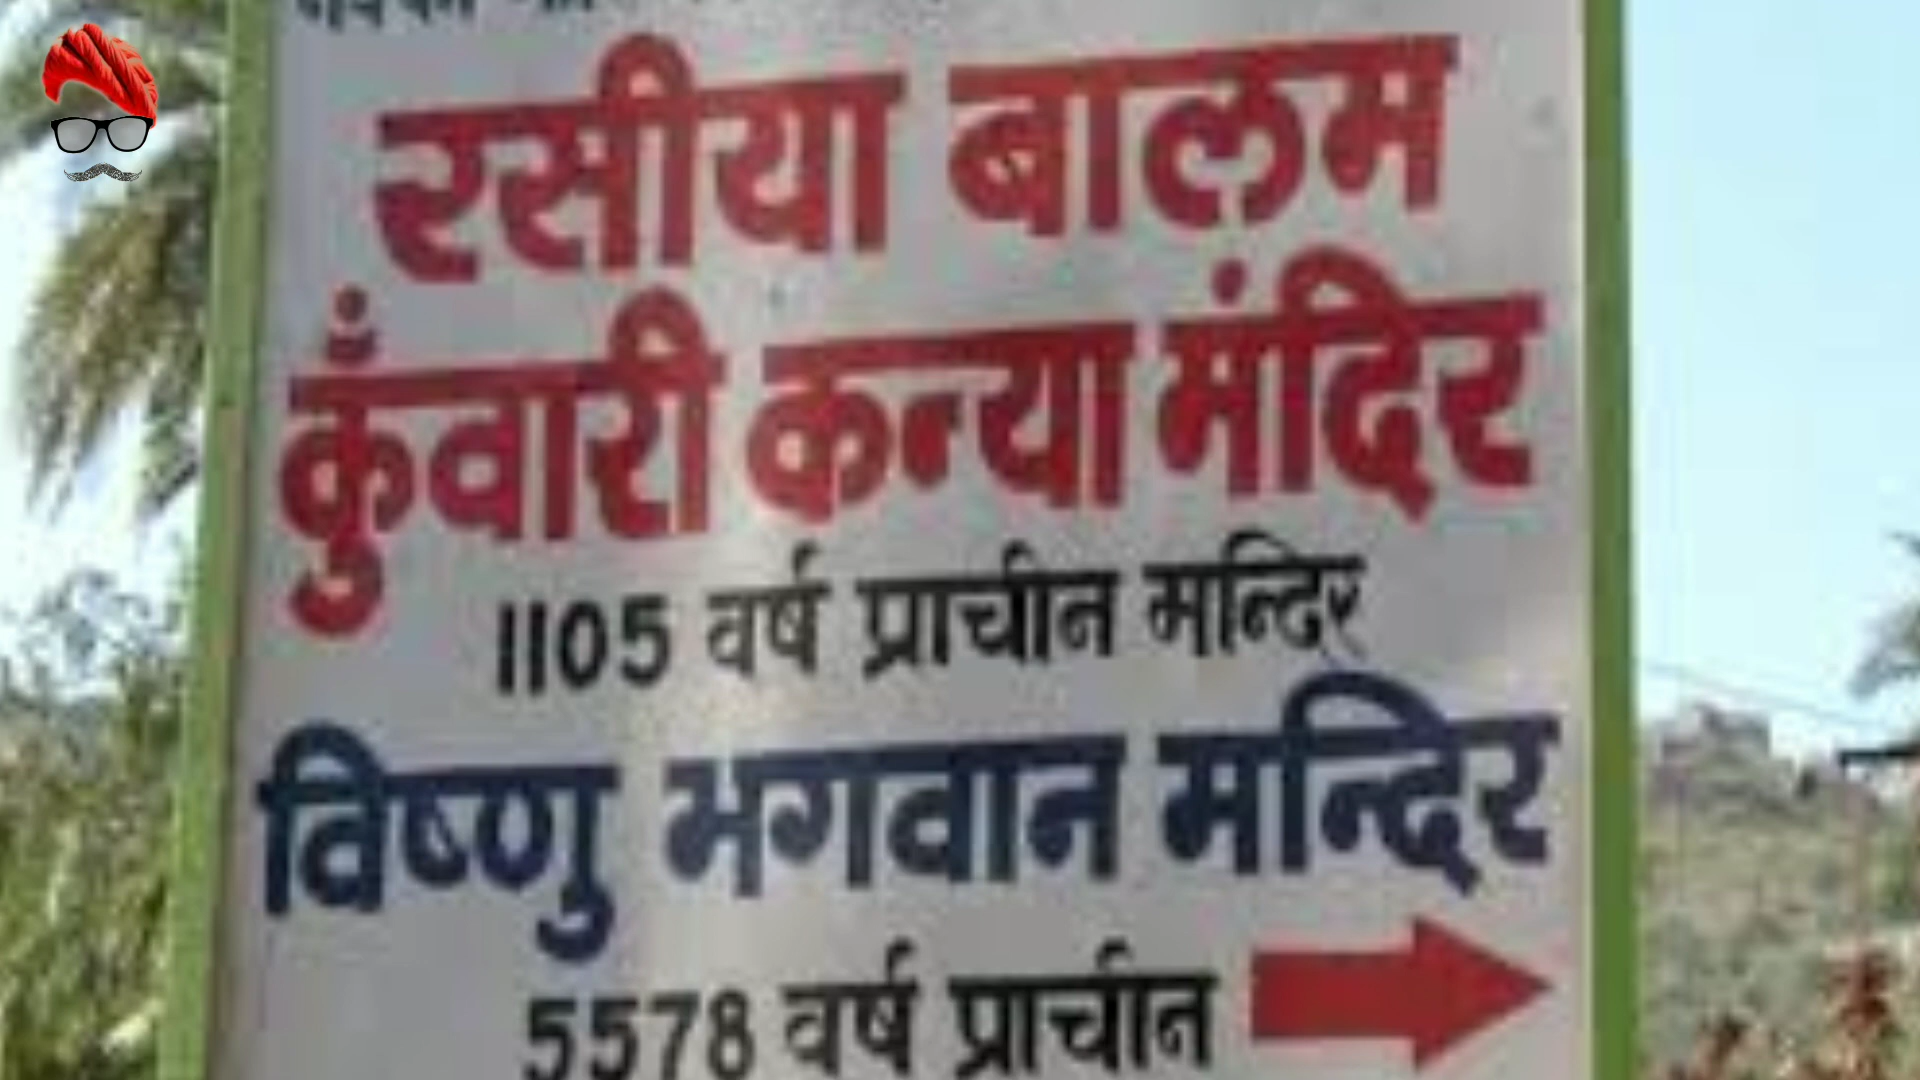 रसीया बालम
कुंवारी कन्या मंदिर
1105 वर्ष प्राचीन मन्दिर
विष्णु भगवान मन्दिर
5578 वर्ष प्राचीन